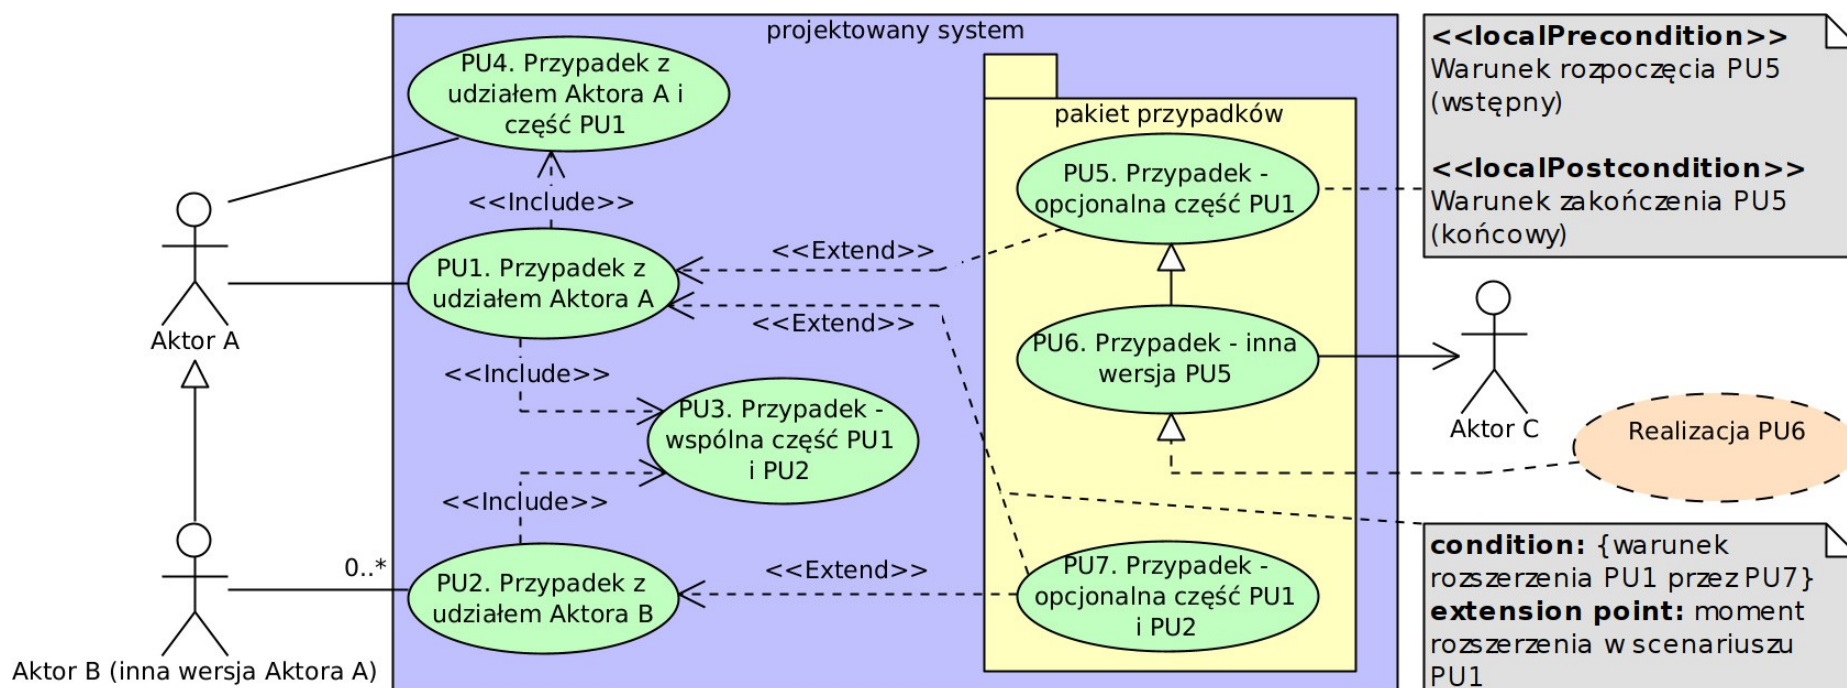 projektowany system
PU4. Przypadek z
udziałem Aktora A i
część PU1
<<Include>>
PU1. Przypadek z
udziałem Aktora A
<<Include>>
PU3. Przypadek -
wspólna część PU1
i PU2
<<Include>>
PU2. Przypadek z
udziałem Aktora B
0..*
Aktor A
Aktor B (inna wersja Aktora A)
<<Extend>>
<<Extend>>
<<Extend>>
pakiet przypadków
PU5. Przypadek -
opcjonalna część PU1
PU6. Przypadek - inna
wersja PU5
PU7. Przypadek -
opcjonalna część PU1
i PU2
<<localPrecondition>>
Warunek rozpoczęcia PU5
(wstępny)
<<localPostcondition>>
Warunek zakończenia PU5
(końcowy)
Aktor C
Realizacja PU6
condition: {warunek
rozszerzenia PU1 przez PU7}
extension point: moment
rozszerzenia w scenariuszu
PU1